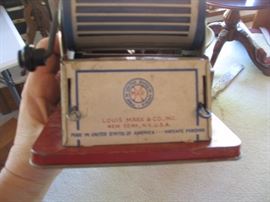 LOUIS MARX & CO., INC.
NEW YORK, N.Y., U.S.A.
MADE IN UNITED STATES OF AMERICA